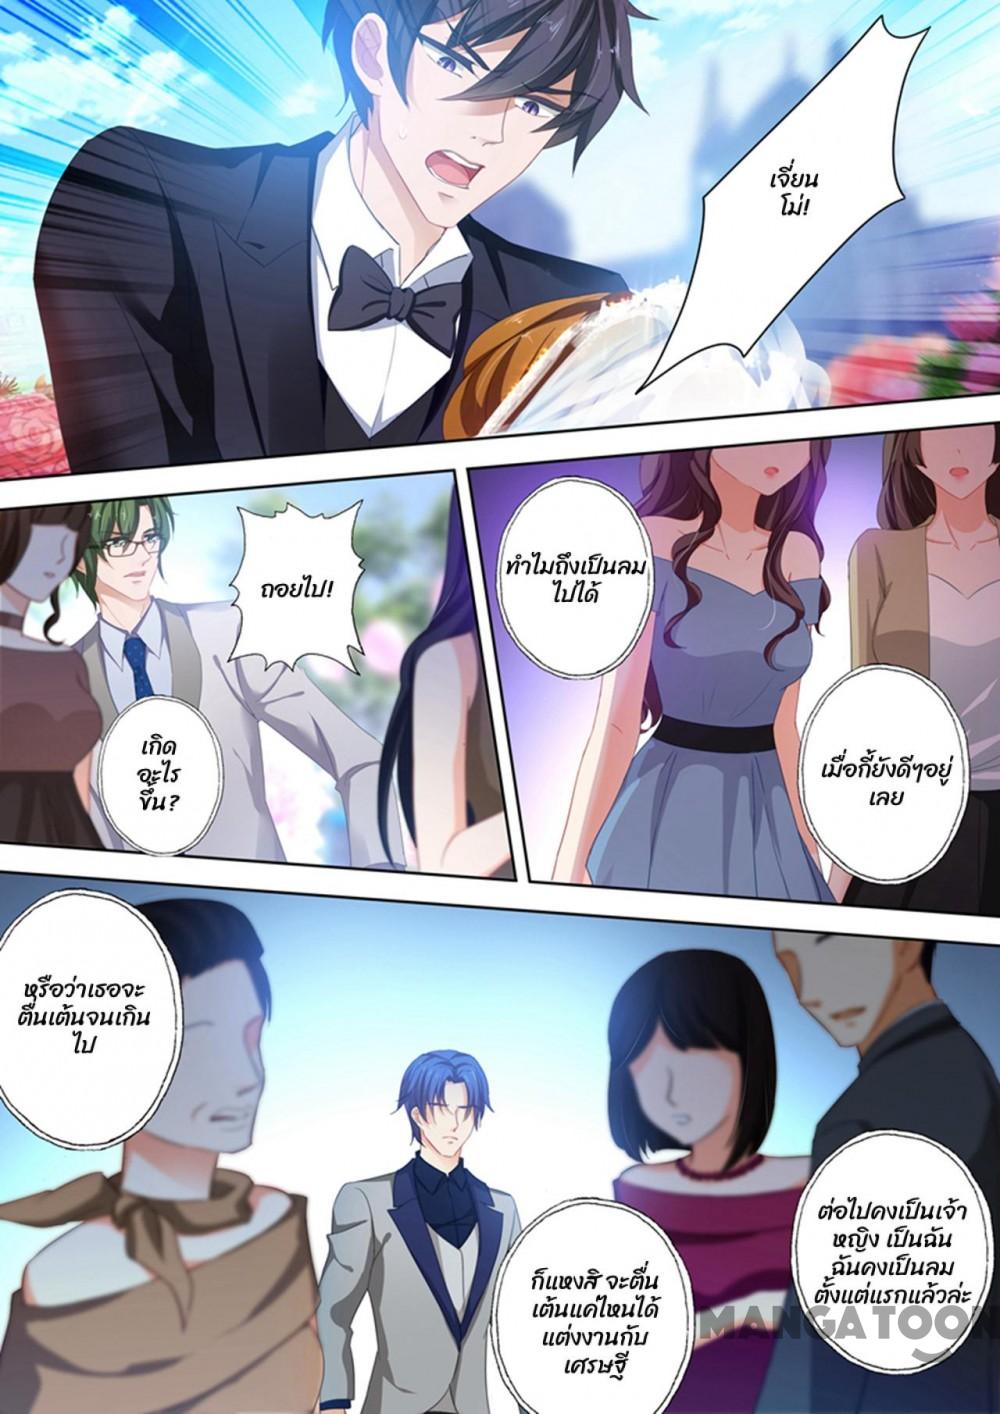 เจี่ยน
โม่!
ถอยไป!
เกิด
อะไร
ขึ้น?
ทำไมถึงเป็นลม
ไปได้
เมื่อกี้ยังดีๆอยู่
เลย
หรือว่าเธอจะ
ตื่นเต้นจนเกิน
ไป
ก็แหงสิ จะตื่น
เต้นแค่ไหนได้
แต่งงานกับ
เศรษฐี
ต่อไปคงเป็นเจ้า
หญิง เป็นฉัน
ฉันคงเป็นลม
ตั้งแต่แรกแล้วล่ะ
MANGATOON